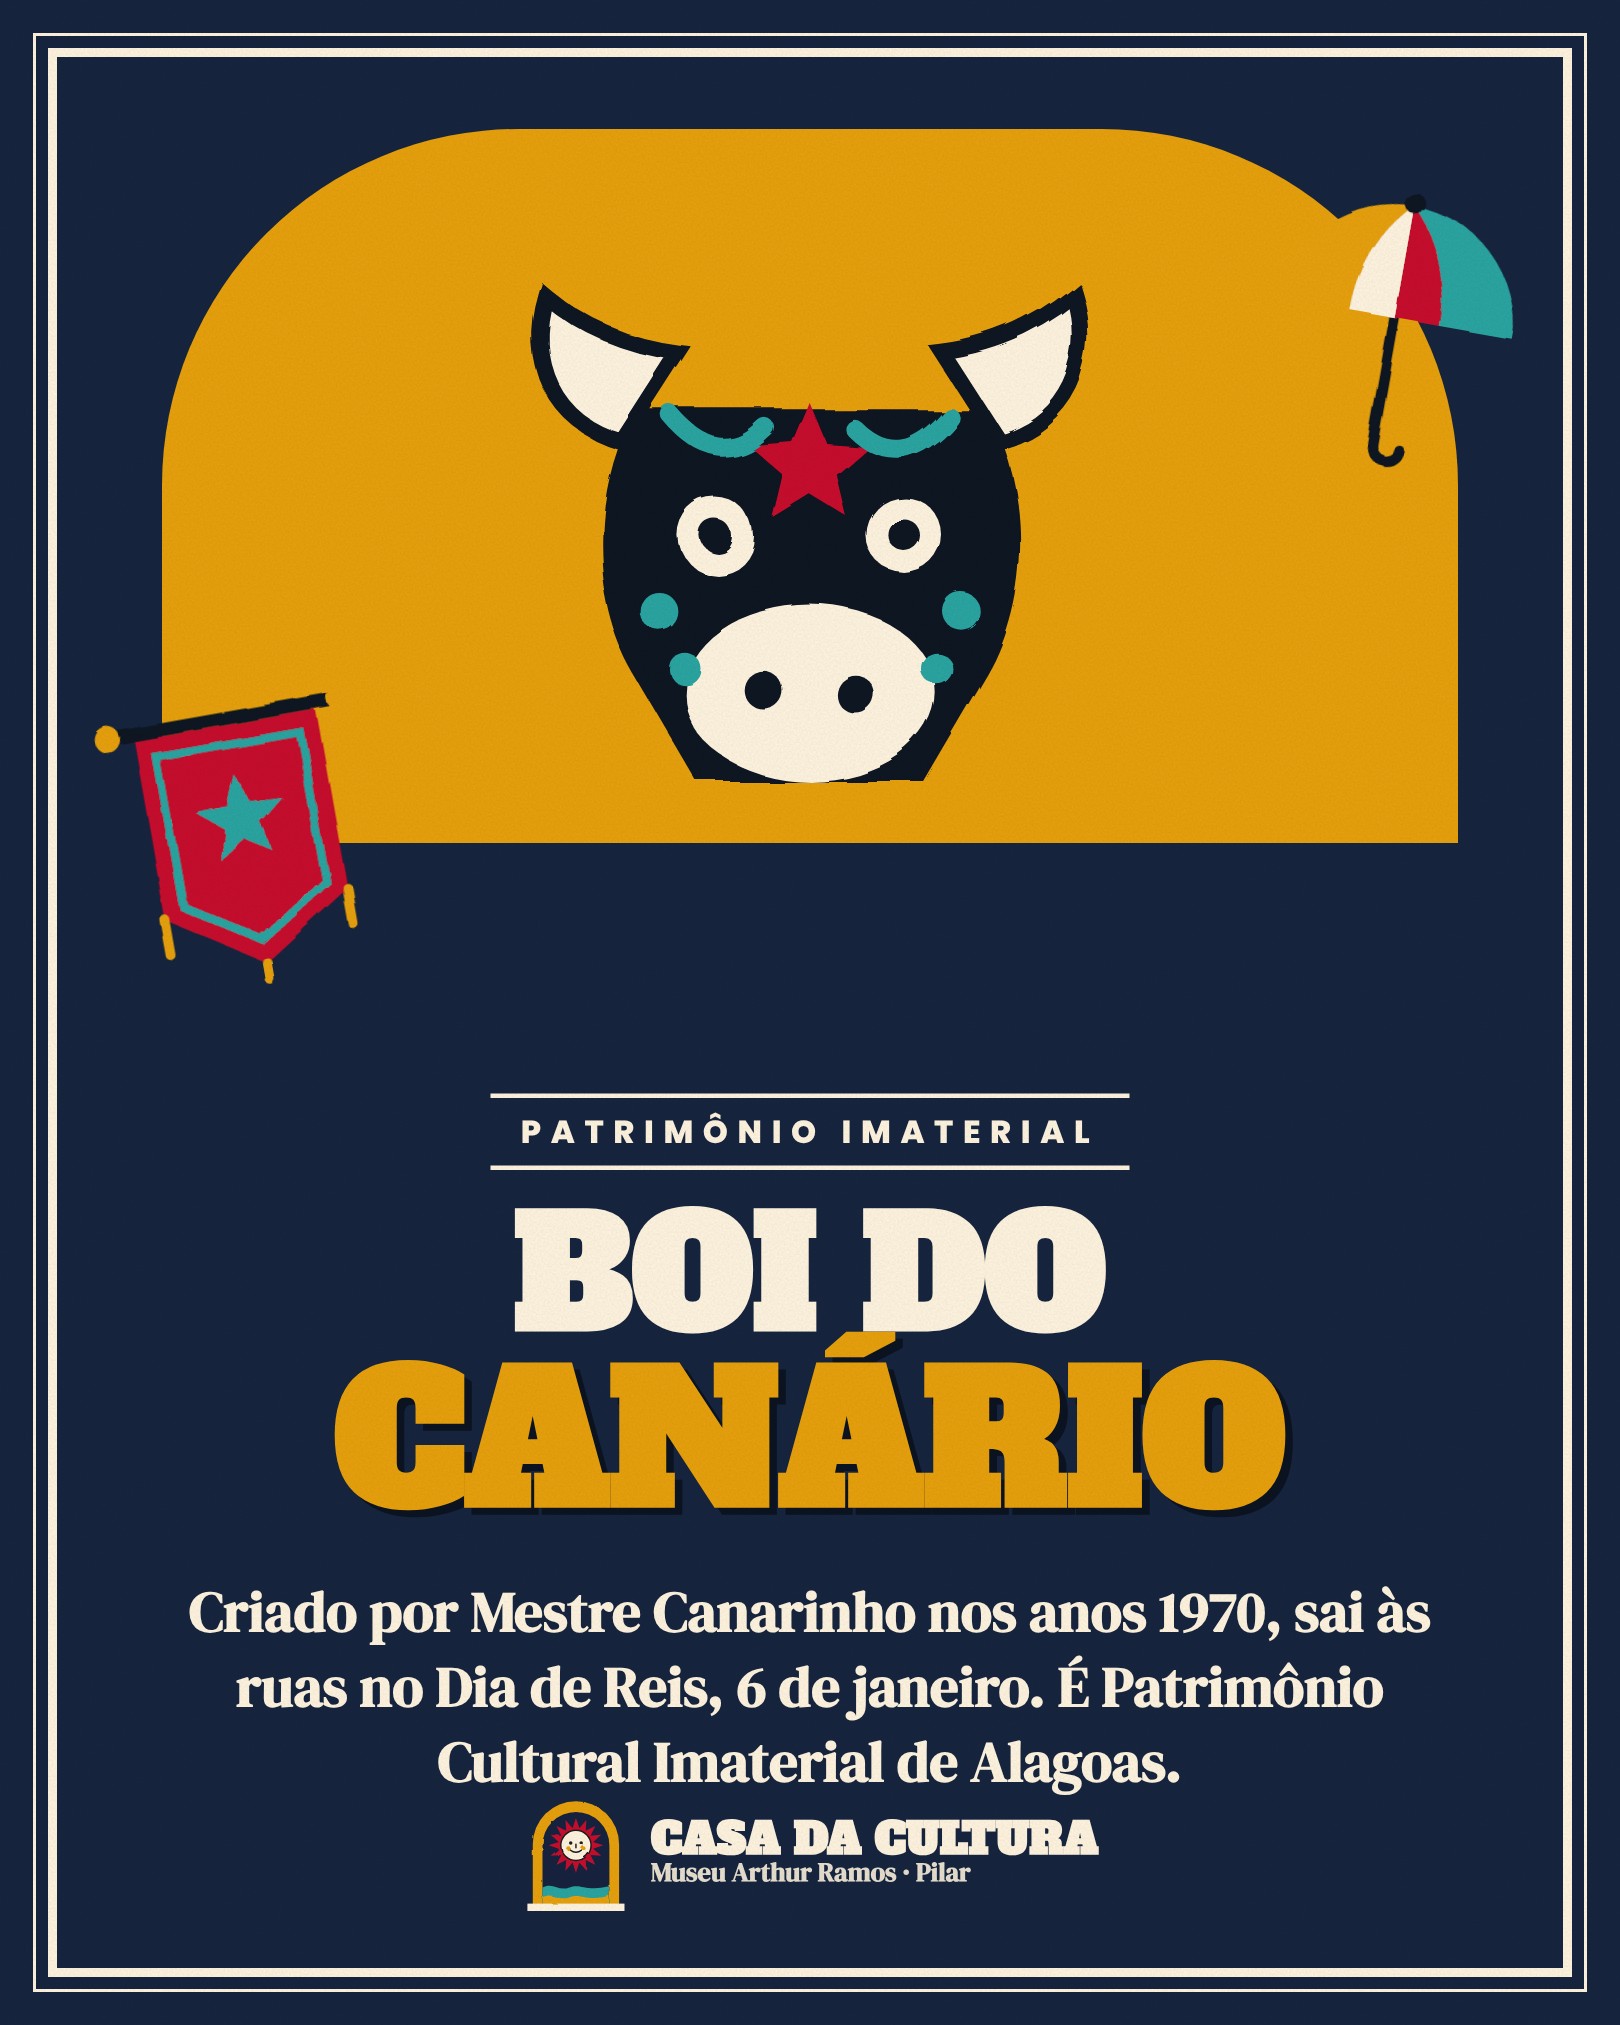 PATRIMÔNIO IMATERIAL
BOI DO
CANÁRIO
Criado por Mestre Canarinho nos anos 1970, sai às
ruas no Dia de Reis, 6 de janeiro. É Patrimônio
Cultural Imaterial de Alagoas.
CASA DA CULTURA
Museu Arthur Ramos · Pilar